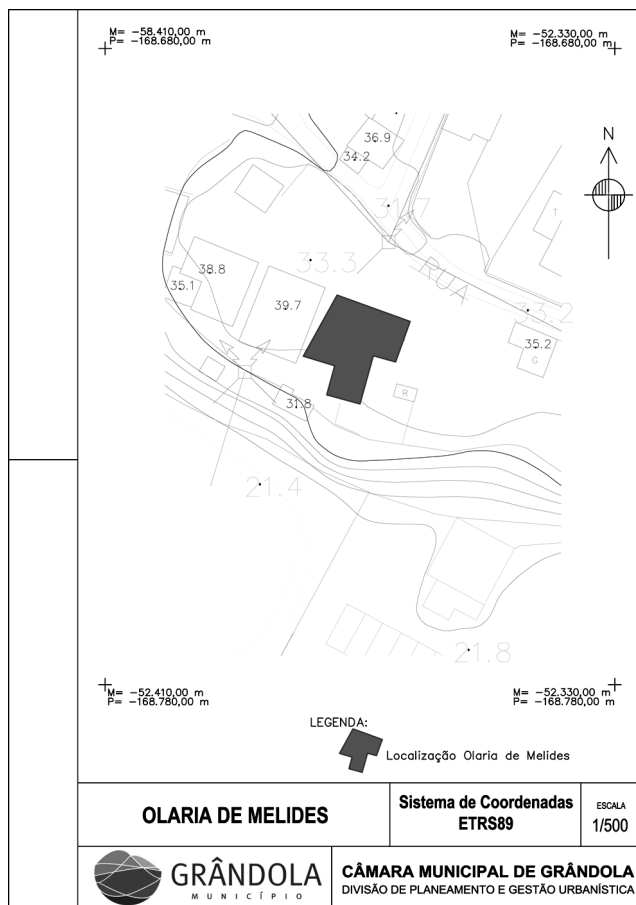 M= -58.410,00 m
P= -168.680,00 m
M= -52.330,00 m
P= -168.680,00 m
N
36.9
34.2
31.7
T
33.3
RUA
38.8
35.1
39.7
33.2
35.2
G
R
31.8
21.4
21.8
M= -52.410,00 m
P= -168.780,00 m
M= -52.330,00 m
P= -168.780,00 m
LEGENDA:
Localização Olaria de Melides
OLARIA DE MELIDES
Sistema de Coordenadas
ETRS89
ESCALA
1/500
GRÂNDOLA
MUNICÍPIO
CÂMARA MUNICIPAL DE GRÂNDOLA
DIVISÃO DE PLANEAMENTO E GESTÃO URBANÍSTICA